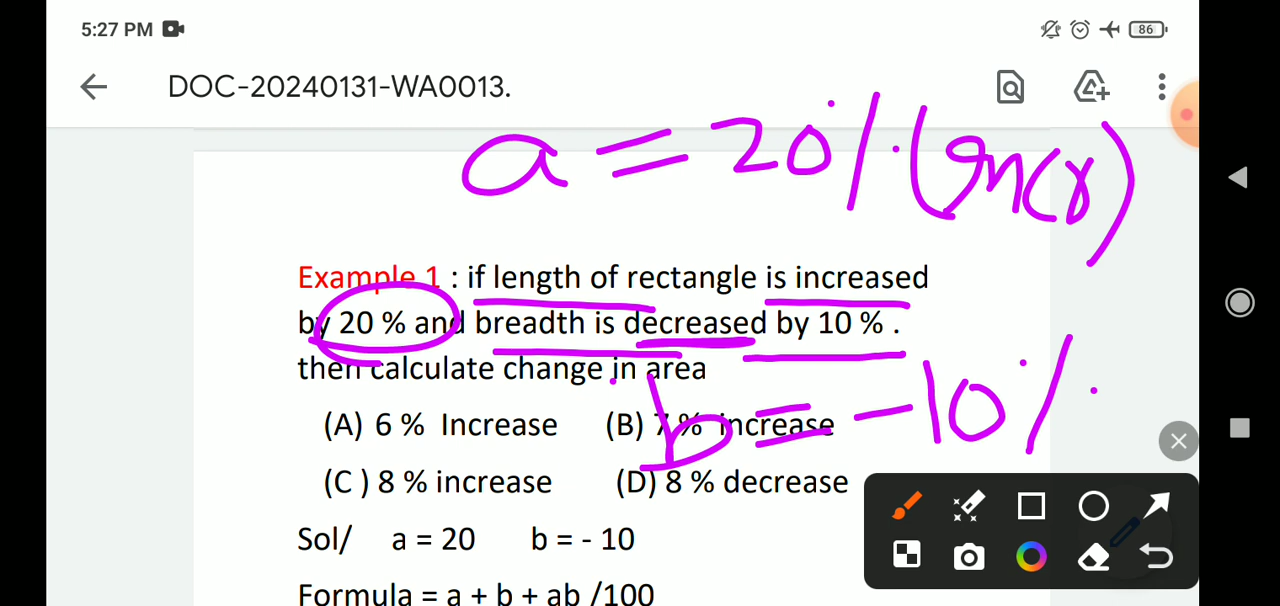 5:27 PM 86
DOC-20240131-WA0013.
a = 20% (
Example 1 : if length of rectangle is increased
by 20 % and breadth is decreased by 10 % .
then calculate change in area
b = -10%
(A) 6 % Increase (B) 7 % increase
(C ) 8 % increase (D) 8 % decrease
Sol/ a = 20 b = - 10
Formula = a + b + ab /100